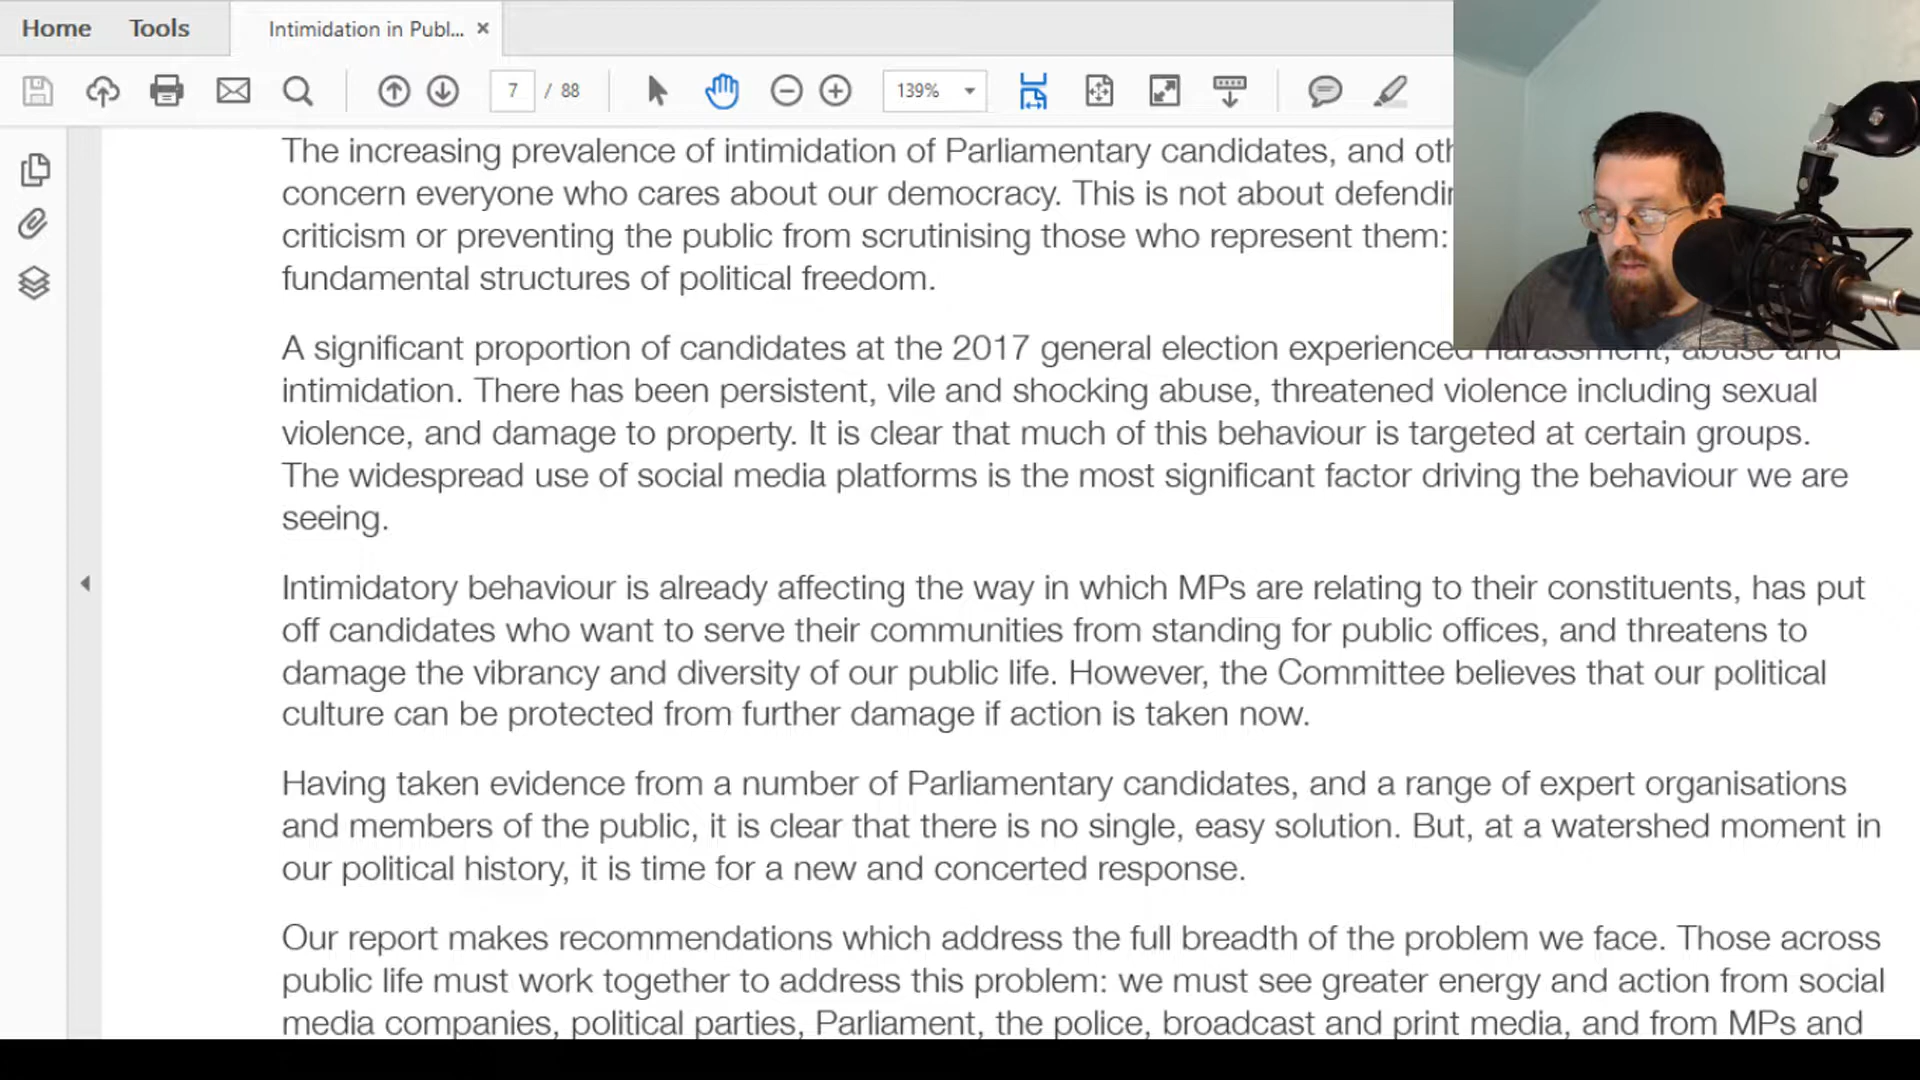 Home Tools Intimidation in Publ... ×
7 / 88 139%
The increasing prevalence of intimidation of Parliamentary candidates, and
concern everyone who cares about our democracy. This is not about
criticism or preventing the public from scrutinising those who represent them:
fundamental structures of political freedom.
A significant proportion of candidates at the 2017 general election experienced harassment, abuse and
intimidation. There has been persistent, vile and shocking abuse, threatened violence including sexual
violence, and damage to property. It is clear that much of this behaviour is targeted at certain groups.
The widespread use of social media platforms is the most significant factor driving the behaviour we are
seeing.
Intimidatory behaviour is already affecting the way in which MPs are relating to their constituents, has put
off candidates who want to serve their communities from standing for public offices, and threatens to
damage the vibrancy and diversity of our public life. However, the Committee believes that our political
culture can be protected from further damage if action is taken now.
Having taken evidence from a number of Parliamentary candidates, and a range of expert organisations
and members of the public, it is clear that there is no single, easy solution. But, at a watershed moment in
our political history, it is time for a new and concerted response.
Our report makes recommendations which address the full breadth of the problem we face. Those across
public life must work together to address this problem: we must see greater energy and action from social
media companies, political parties, Parliament, the police, broadcast and print media, and from MPs and